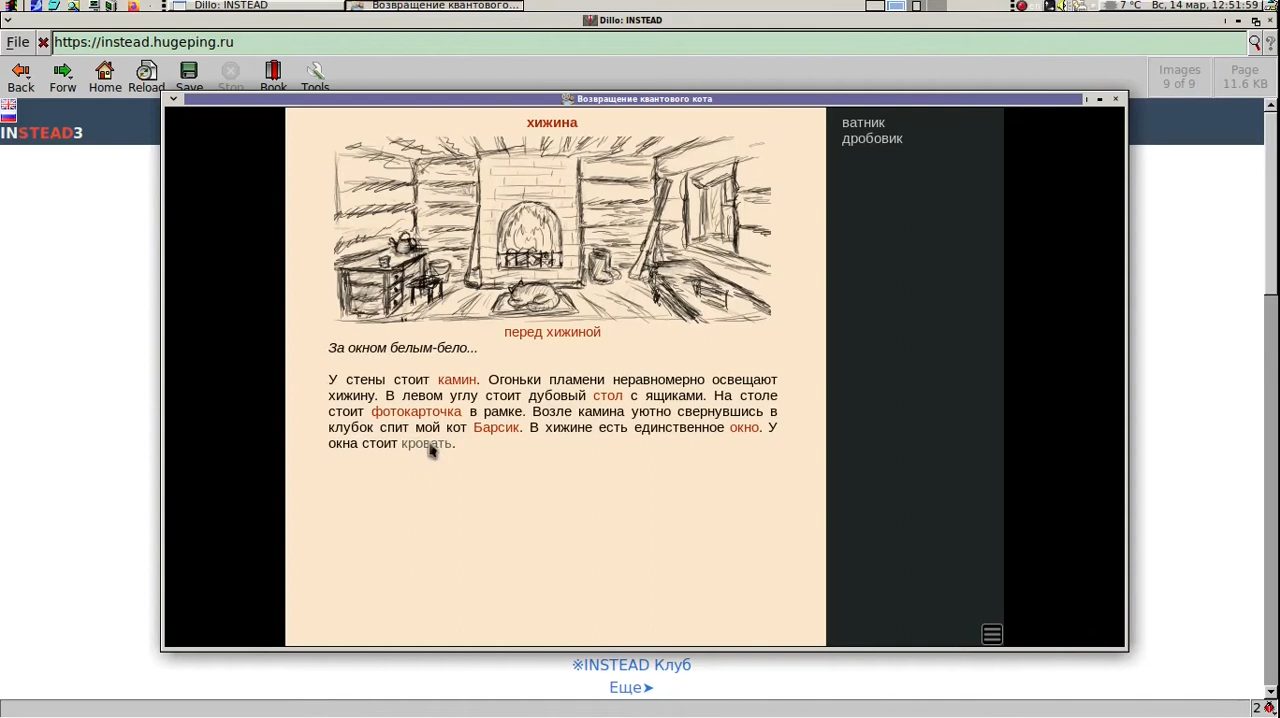 Dillo: INSTEAD
Возвращение квантового...
7 °C
Вс, 14 мар, 12:51:59
Dillo: INSTEAD
File
https://instead.hugeping.ru
Back
Forw
Home
Reload
Save
Stop
Book
Tools
Images
9 of 9
Page
11.6 KB
INSTEAD3
Возвращение квантового кота
хижина
перед хижиной
За окном белым-бело...
У стены стоит камин. Огоньки пламени неравномерно освещают
хижину. В левом углу стоит дубовый стол с ящиками. На столе
стоит фотокарточка в рамке. Возле камина уютно свернувшись в
клубок спит мой кот Барсик. В хижине есть единственное окно. У
окна стоит кровать.
ватник
дробовик
※INSTEAD Клуб
Еще➤
2